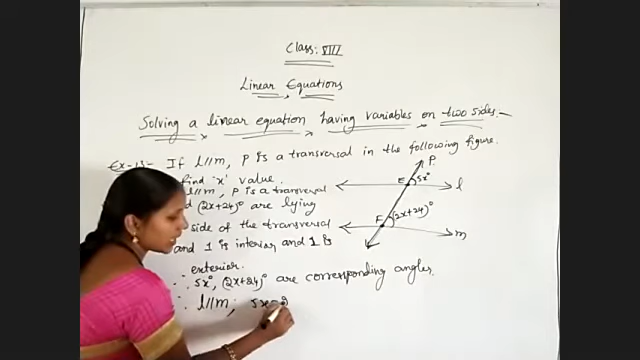 Class: VIII
Linear Equations
Solving a linear equation having variables on two sides.
Ex-13:- If l//m, P is a transversal in the following figure.
find 'x' value.
l//m, P is a transversal
(2x+24)° are lying
side of the transversal
and 1 is interior and 1 is
exterior.
∴ 5x°, (2x+24)° are corresponding angles.
∴ l//m; 5x=2
P
E 5x°
l
F (2x+24)°
m